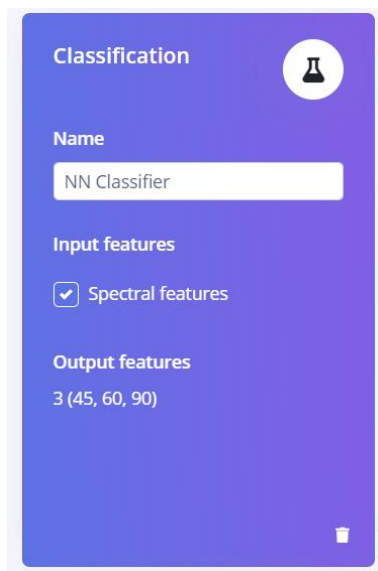 Classification
Name
NN Classifier
Input features
Spectral features
Output features
3 (45, 60, 90)